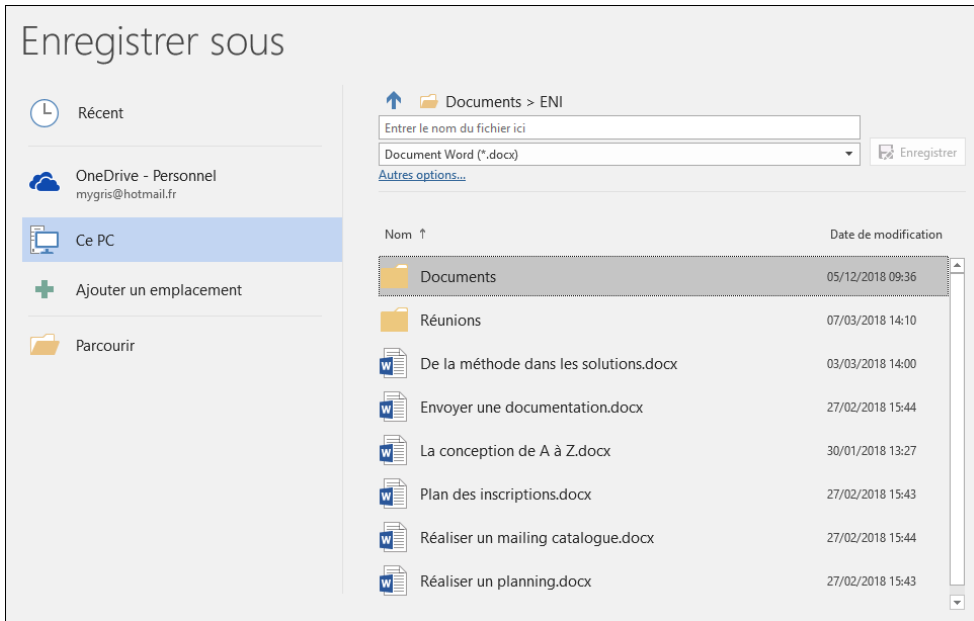 Enregistrer sous
Récent
OneDrive - Personnel
mygris@hotmail.fr
Ce PC
Ajouter un emplacement
Parcourir
Documents > ENI
Entrer le nom du fichier ici
Document Word (*.docx)
Enregistrer
Autres options...
Nom ↑ Date de modification
Documents 05/12/2018 09:36
Réunions 07/03/2018 14:10
De la méthode dans les solutions.docx 03/03/2018 14:00
Envoyer une documentation.docx 27/02/2018 15:44
La conception de A à Z.docx 30/01/2018 13:27
Plan des inscriptions.docx 27/02/2018 15:43
Réaliser un mailing catalogue.docx 27/02/2018 15:44
Réaliser un planning.docx 27/02/2018 15:43